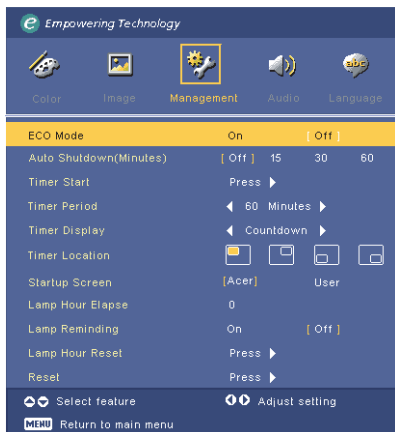 e Empowering Technology
abc
Color Image Management Audio Language
ECO Mode On [ Off ]
Auto Shutdown(Minutes) [ Off ] 15 30 60
Timer Start Press
Timer Period 60 Minutes
Timer Display Countdown
Timer Location
Startup Screen [Acer] User
Lamp Hour Elapse 0
Lamp Reminding On [ Off ]
Lamp Hour Reset Press
Reset Press
Select feature Adjust setting
MENU Return to main menu